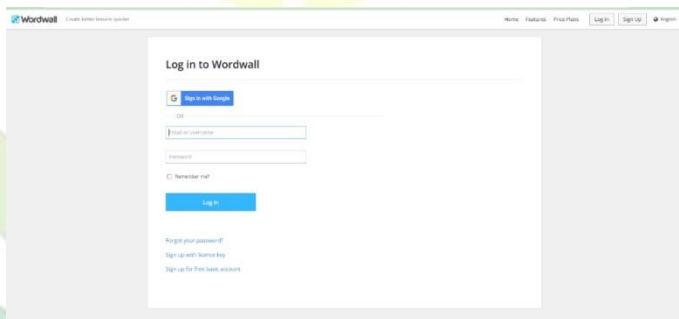 Wordwall Create better lessons quicker
Home Features Price Plans Log In Sign Up English
Log in to Wordwall
G Sign in with Google
OR
Email or username
Password
Remember me?
Log In
Forgot your password?
Sign up with licence key
Sign up for free basic account